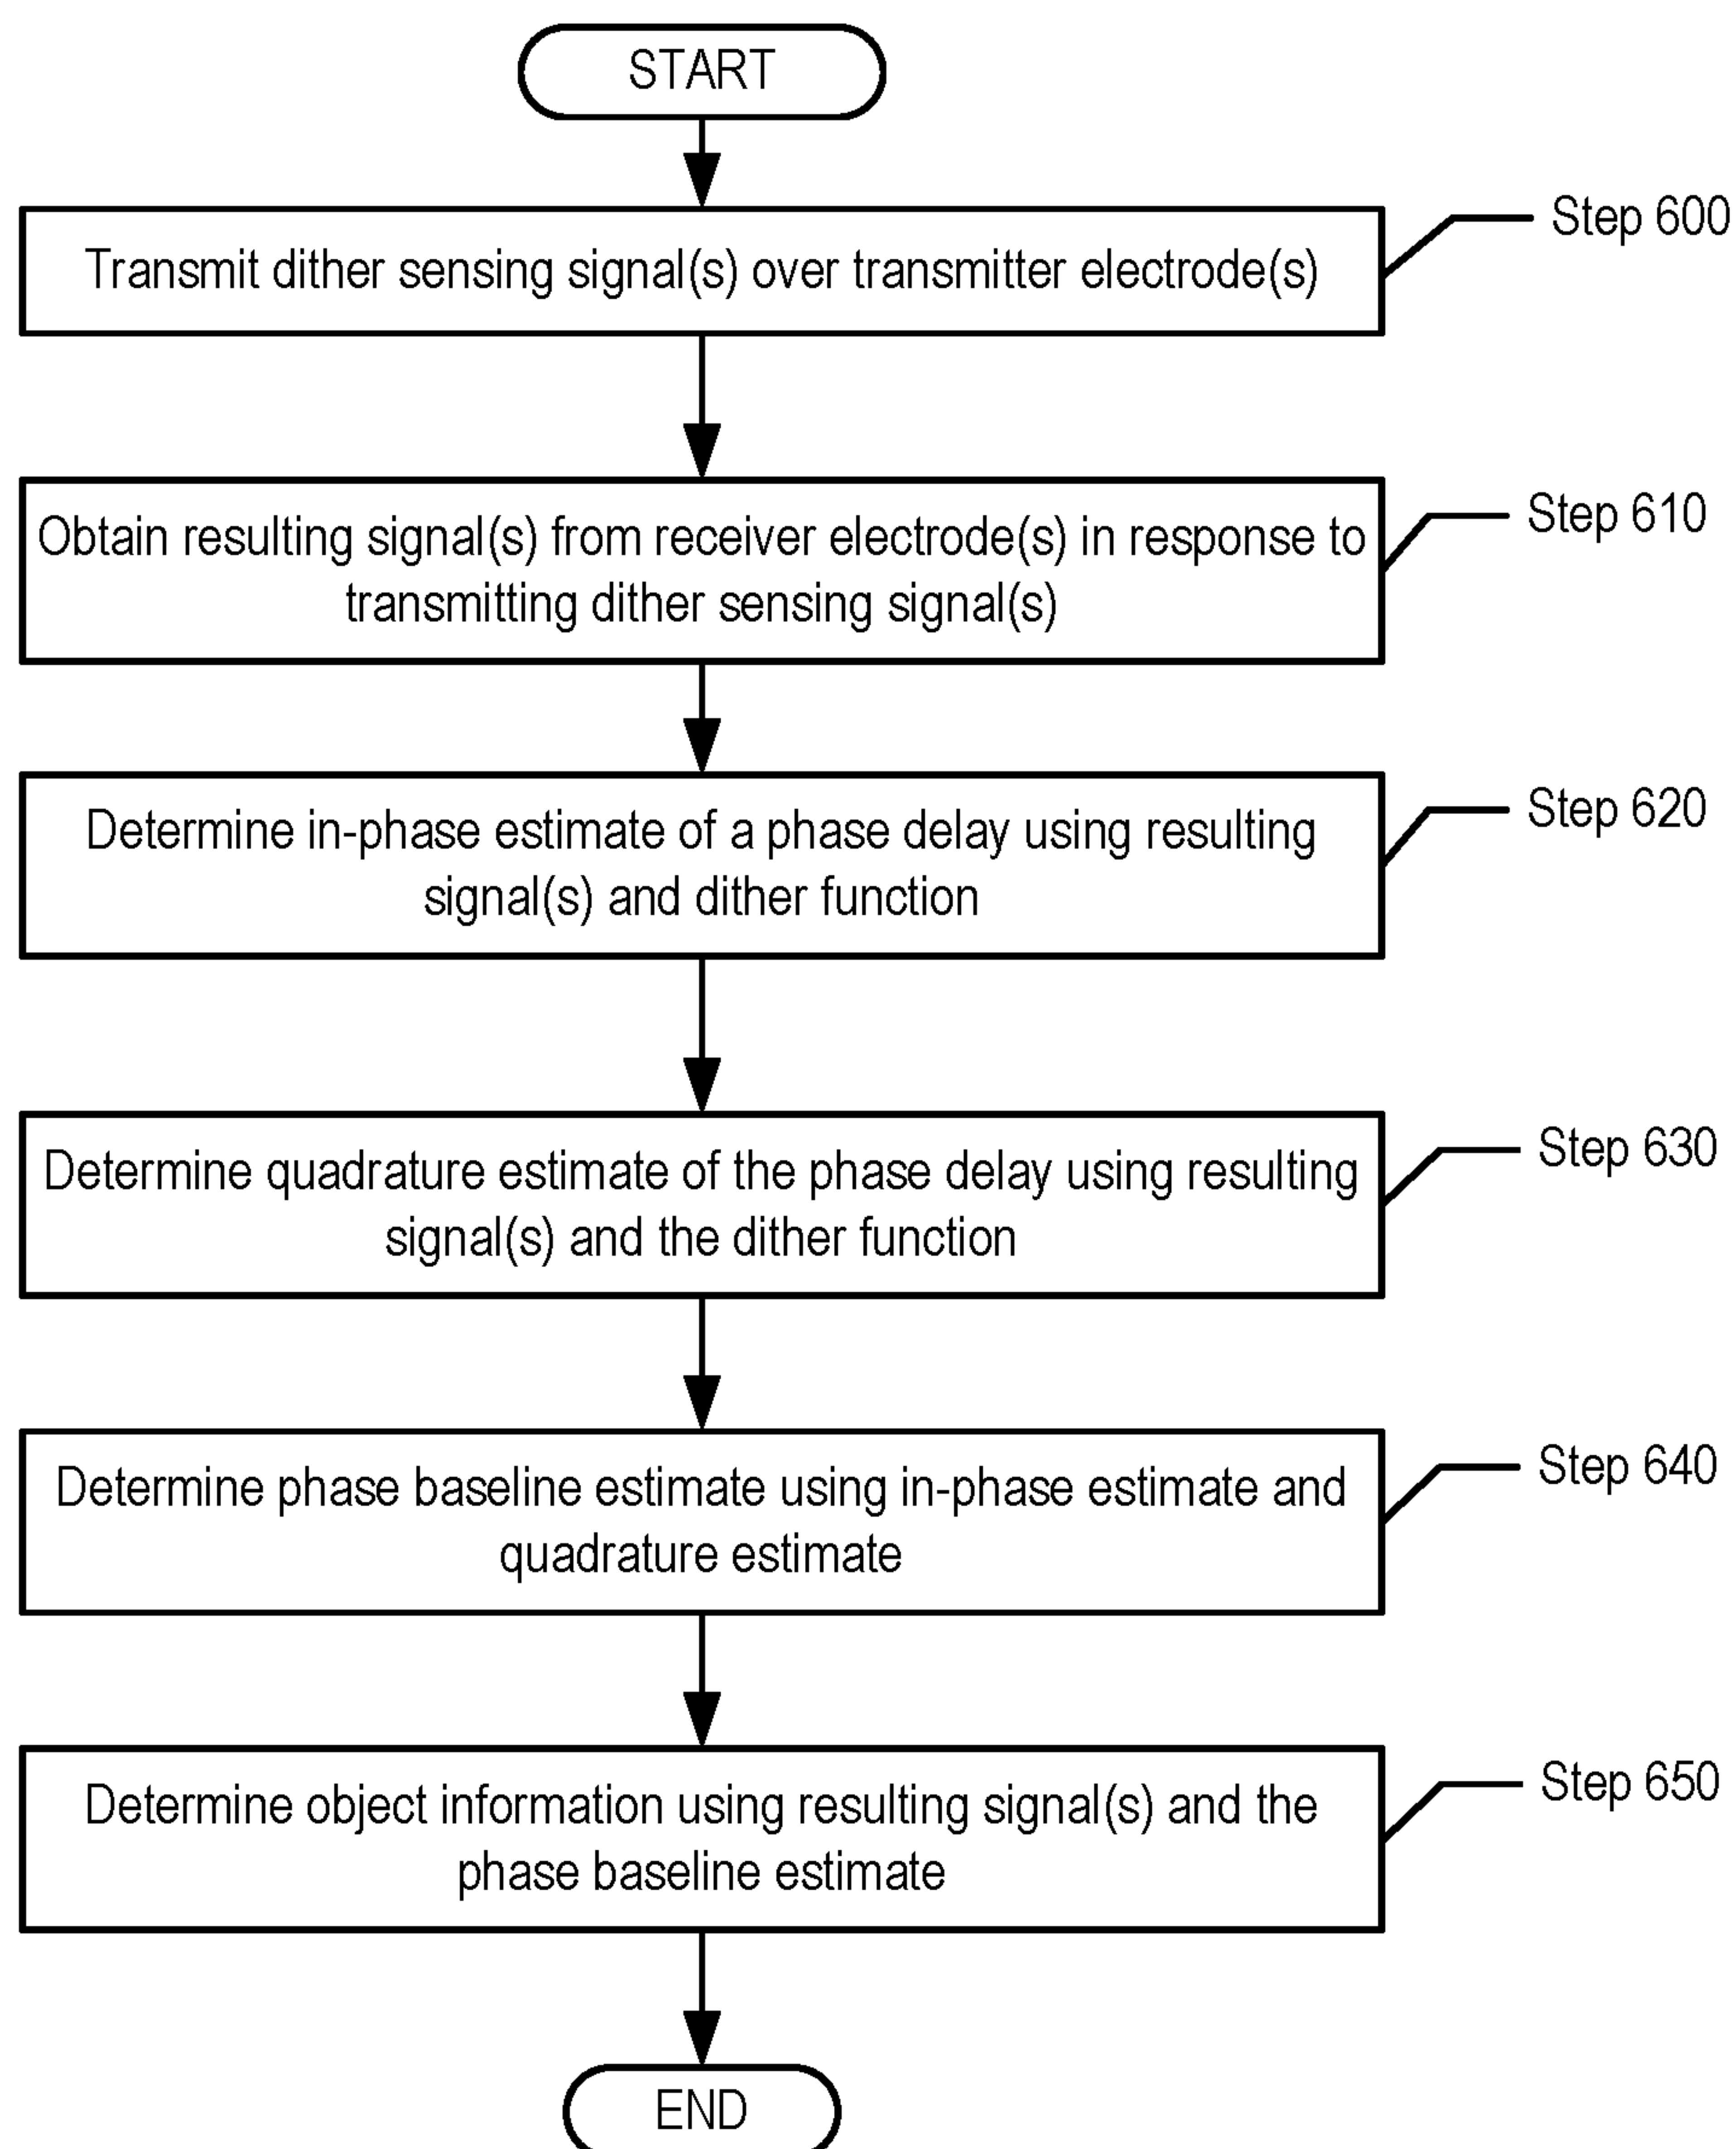 START
Transmit dither sensing signal(s) over transmitter electrode(s)
Step 600
Obtain resulting signal(s) from receiver electrode(s) in response to
transmitting dither sensing signal(s)
Step 610
Determine in-phase estimate of a phase delay using resulting
signal(s) and dither function
Step 620
Determine quadrature estimate of the phase delay using resulting
signal(s) and the dither function
Step 630
Determine phase baseline estimate using in-phase estimate and
quadrature estimate
Step 640
Determine object information using resulting signal(s) and the
phase baseline estimate
Step 650
END